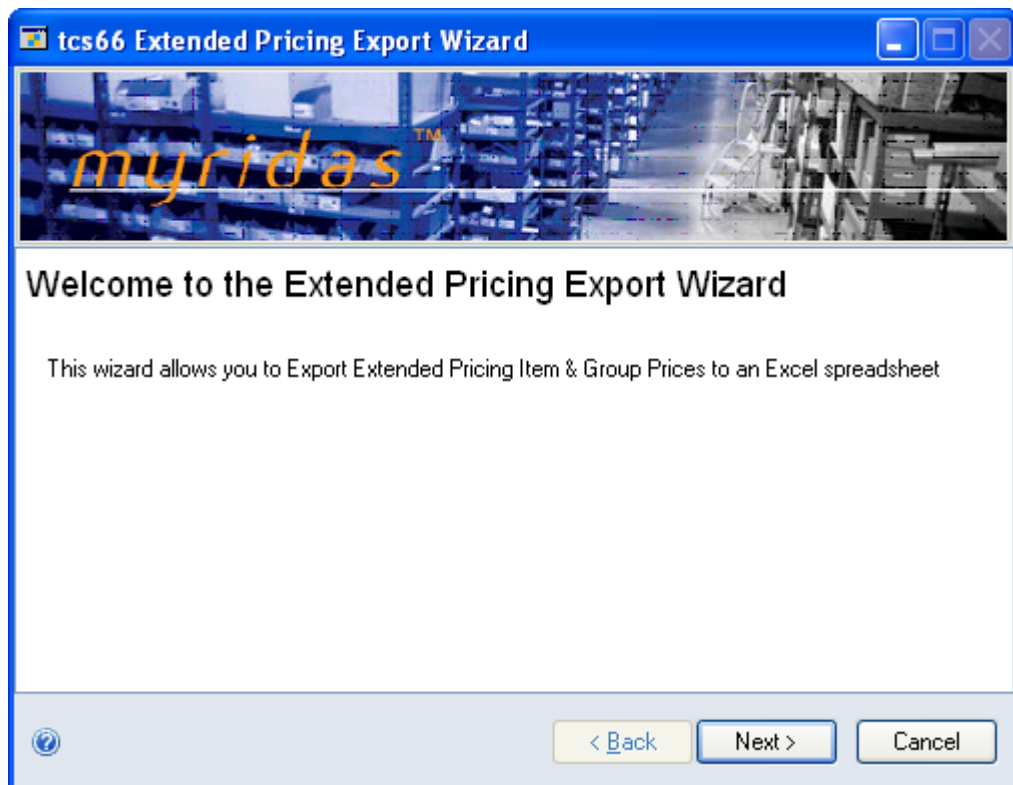 tcs66 Extended Pricing Export Wizard
myridas™
Welcome to the Extended Pricing Export Wizard
This wizard allows you to Export Extended Pricing Item & Group Prices to an Excel spreadsheet
< Back Next > Cancel